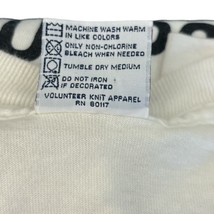 MACHINE WASH WARM
IN LIKE COLORS
ONLY NON-CHLORINE
BLEACH WHEN NEEDED
TUMBLE DRY MEDIUM
DO NOT IRON
IF DECORATED
VOLUNTEER KNIT APPAREL
RN 60117